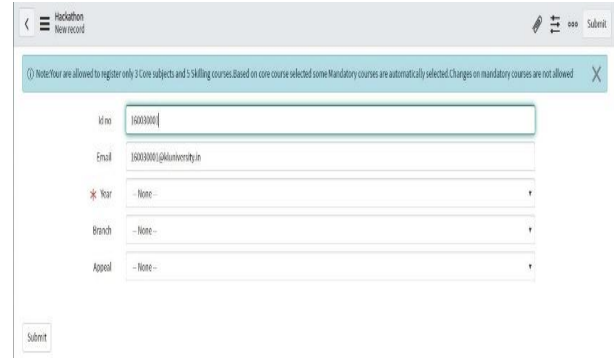 Hackathon
New record
Submit
Note:Your are allowed to register only 3 Core subjects and 5 Skilling courses.Based on core course selected some Mandatory courses are automatically selected.Changes on mandatory courses are not allowed
Id no 160030001
Email 160030001@kluniversity.in
Year -- None --
Branch -- None --
Appeal -- None --
Submit